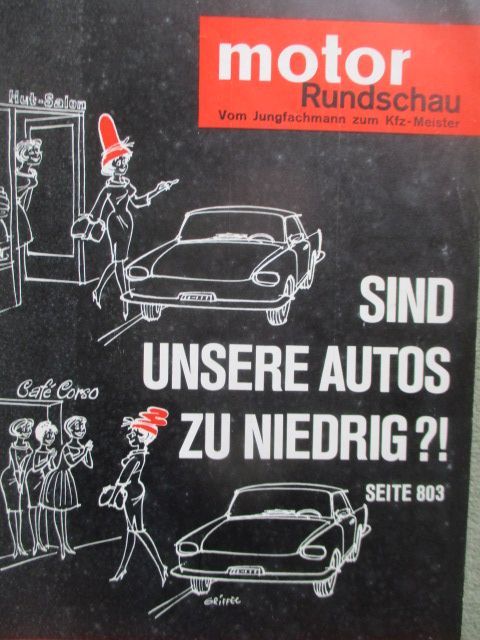 motor
Rundschau
Vom Jungfachmann zum Kfz-Meister
Hut-Salon
SIND
UNSERE AUTOS
ZU NIEDRIG?!
SEITE 803
Café Corso